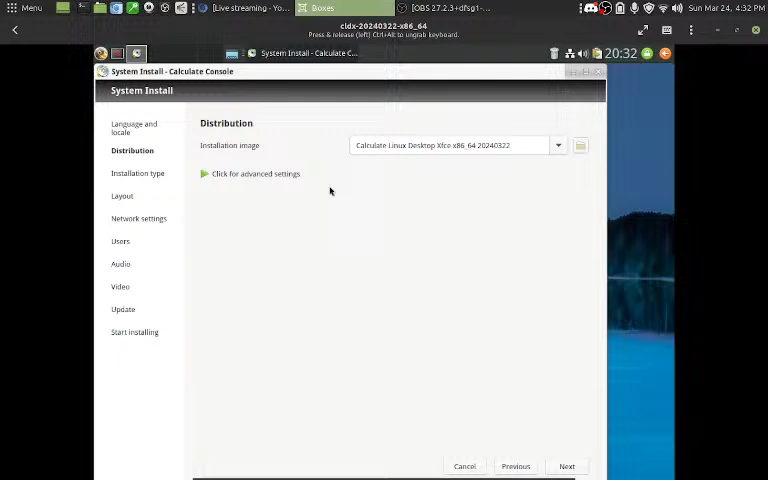 Menu
[Live streaming - Yo...
Boxes
[OBS 27.2.3+dfsg1-...
Sun Mar 24, 4:32 PM
cldx-20240322-x86_64
Press & release (left) Ctrl+Alt to ungrab keyboard.
System Install - Calculate C...
20:32
System Install - Calculate Console
System Install
Language and
locale
Distribution
Installation type
Layout
Network settings
Users
Audio
Video
Update
Start installing
Distribution
Installation image
Calculate Linux Desktop Xfce x86_64 20240322
Click for advanced settings
Cancel
Previous
Next